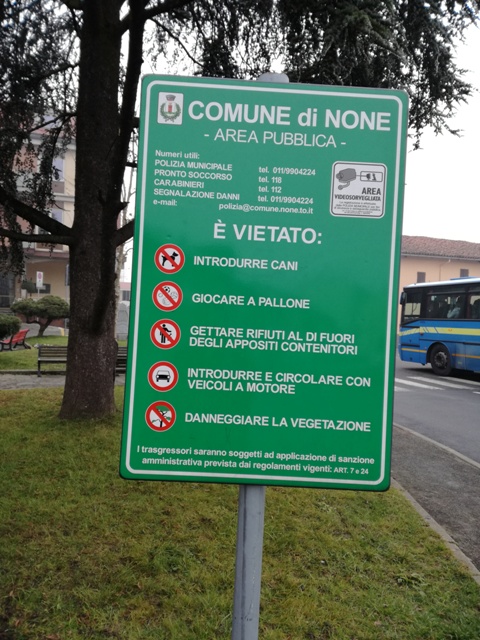 COMUNE di NONE
- AREA PUBBLICA -
Numeri utili:
POLIZIA MUNICIPALE tel. 011/9904224
PRONTO SOCCORSO tel. 118
CARABINIERI tel. 112
SEGNALAZIONE DANNI tel. 011/9904224
e-mail: polizia@comune.none.to.it
AREA
VIDEOSORVEGLIATA
È VIETATO:
INTRODURRE CANI
GIOCARE A PALLONE
GETTARE RIFIUTI AL DI FUORI
DEGLI APPOSITI CONTENITORI
INTRODURRE E CIRCOLARE CON
VEICOLI A MOTORE
DANNEGGIARE LA VEGETAZIONE
I trasgressori saranno soggetti ad applicazione di sanzione
amministrativa prevista dai regolamenti vigenti: ART. 7 e 24